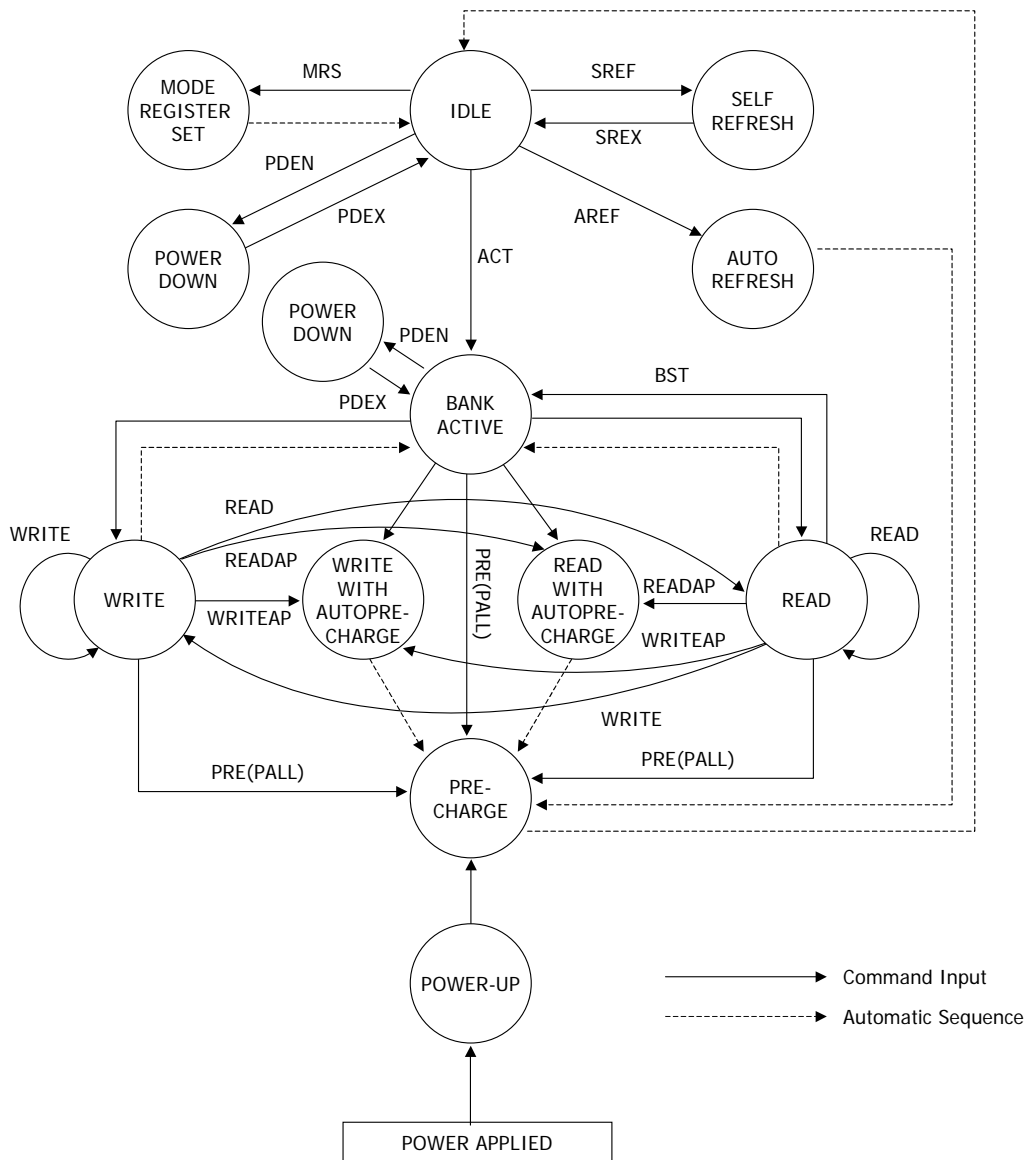 MRS
SREF
MODE
REGISTER
SET
IDLE
SELF
REFRESH
SREX
PDEN
PDEX
AREF
POWER
DOWN
ACT
AUTO
REFRESH
POWER
DOWN
PDEN
BST
PDEX
BANK
ACTIVE
READ
WRITE
READ
READAP
WRITE
WITH
AUTOPRE-
CHARGE
PRE(PALL)
READ
WITH
AUTOPRE-
CHARGE
READAP
WRITE
WRITEAP
READ
WRITEAP
WRITE
PRE(PALL)
PRE(PALL)
PRE-
CHARGE
POWER-UP
Command Input
Automatic Sequence
POWER APPLIED